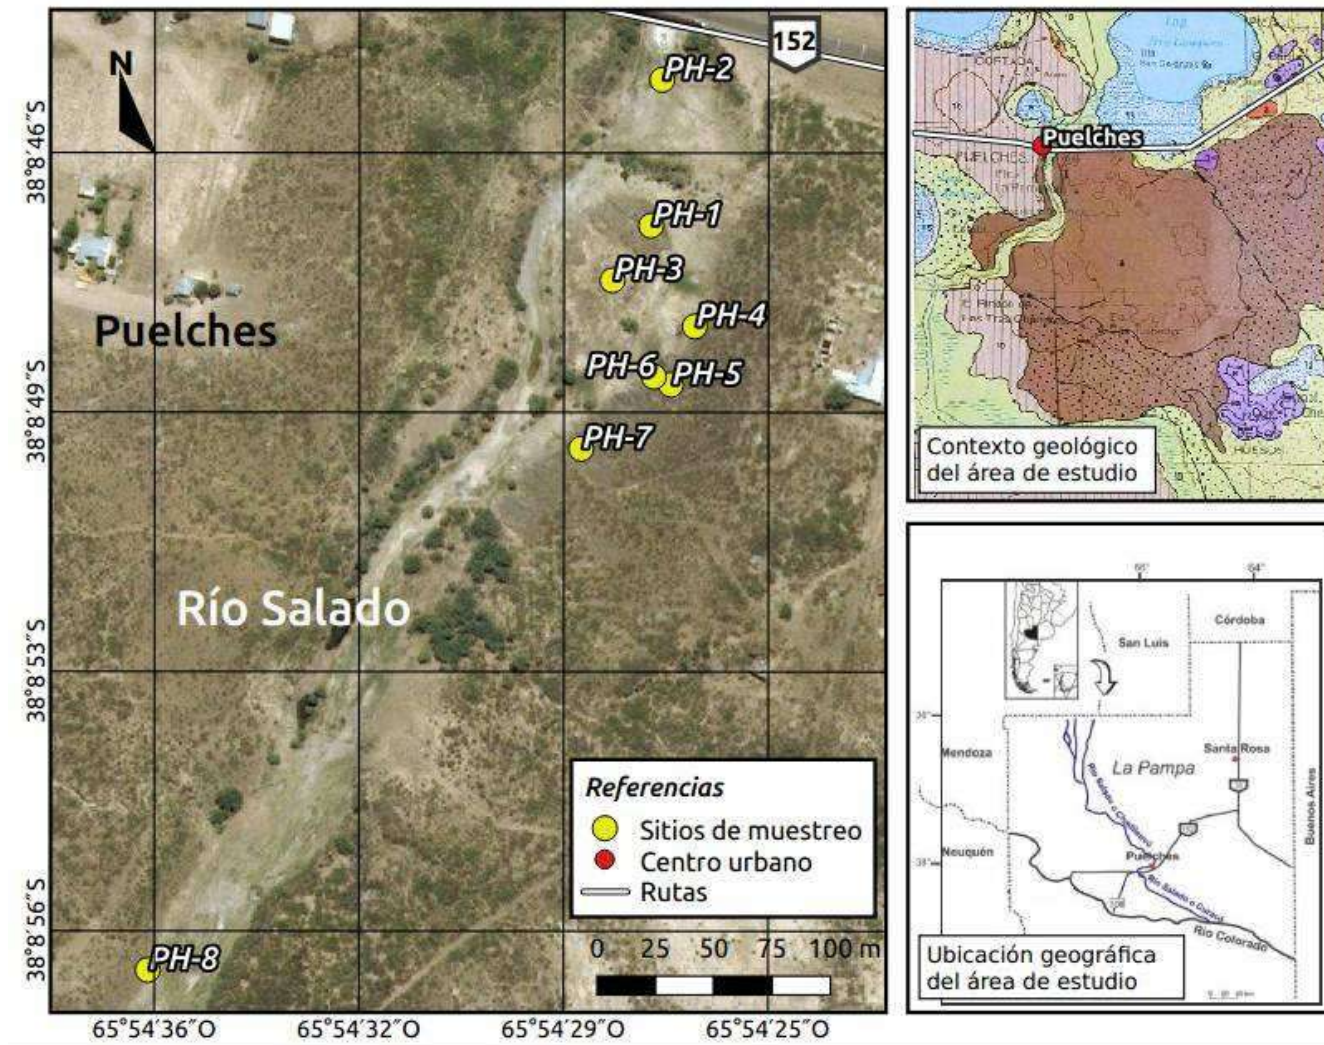 N
152
PH-2
38°8′46″S
PH-1
PH-3
PH-4
Puelches
PH-6
PH-5
38°8′49″S
PH-7
Río Salado
38°8′53″S
Referencias
Sitios de muestreo
Centro urbano
Rutas
38°8′56″S
0 25 50 75 100 m
PH-8
65°54′36″O 65°54′32″O 65°54′29″O 65°54′25″O
Puelches
PUELCHES
Contexto geológico
del área de estudio
66°
64°
Córdoba
San Luis
Mendoza
La Pampa
Santa Rosa
Buenos Aires
Neuquén
Puelches
Río Colorado
Ubicación geográfica
del área de estudio